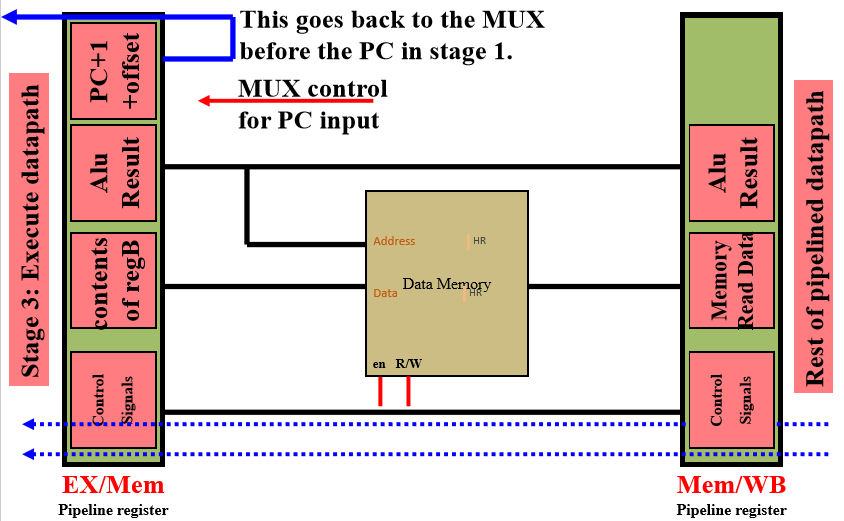 This goes back to the MUX
before the PC in stage 1.
MUX control
for PC input
Stage 3: Execute datapath
PC+1
+offset
Alu
Result
contents
of regB
Control
Signals
Address
HR
Data
Data Memory
HR
en R/W
Alu
Result
Memory
Read Data
Control
Signals
Rest of pipelined datapath
EX/Mem
Pipeline register
Mem/WB
Pipeline register